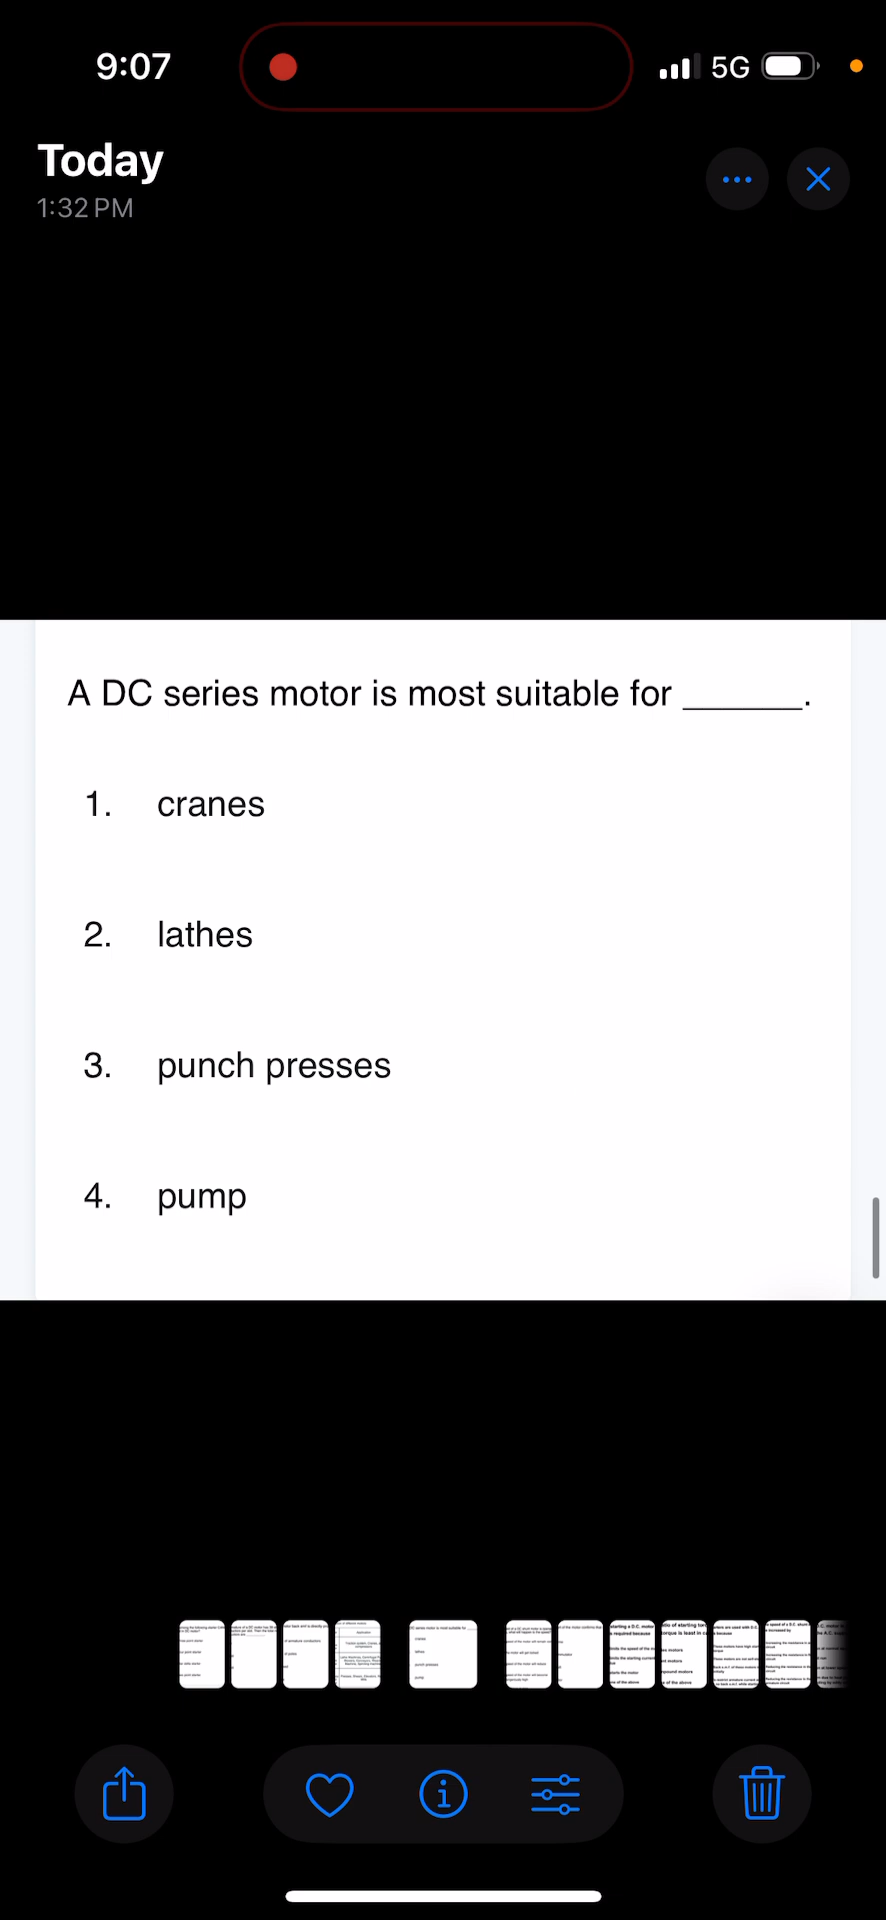 9:07
5G
Today
1:32 PM
A DC series motor is most suitable for ______.
1. cranes
2. lathes
3. punch presses
4. pump